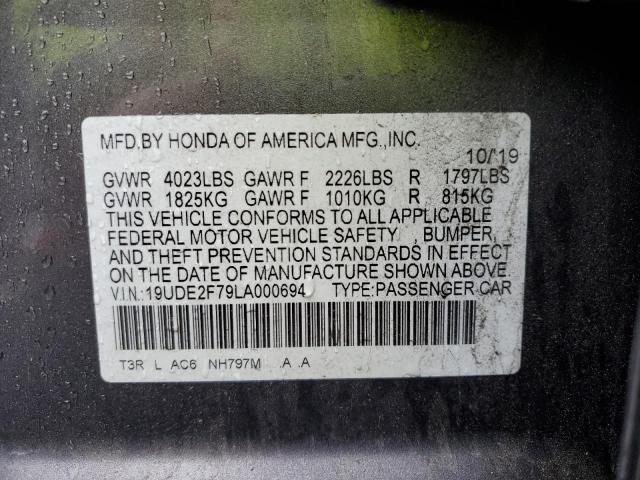 MFD.BY HONDA OF AMERICA MFG.,INC.
10/'19
GVWR 4023LBS GAWR F 2226LBS R 1797LBS
GVWR 1825KG GAWR F 1010KG R 815KG
THIS VEHICLE CONFORMS TO ALL APPLICABLE
FEDERAL MOTOR VEHICLE SAFETY , BUMPER,
AND THEFT PREVENTION STANDARDS IN EFFECT
ON THE DATE OF MANUFACTURE SHOWN ABOVE.
V.I.N.:19UDE2F79LA000694 TYPE:PASSENGER CAR
T3R L AC6 NH797M .A .A